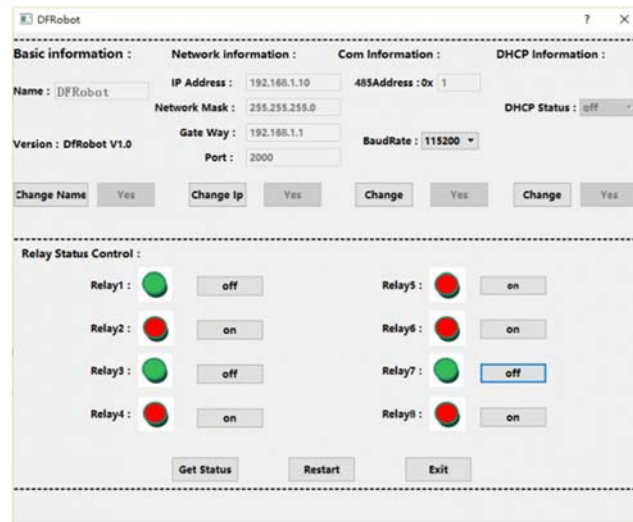 DFRobot ? ×
Basic information : Network information : Com Information : DHCP Information :
IP Address : 192.168.1.10 485Address :0x 1
Name : DFRobot
Network Mask : 255.255.255.0 DHCP Status : off
Gate Way : 192.168.1.1
Version : DfRobot V1.0 BaudRate : 115200
Port : 2000
Change Name Yes Change Ip Yes Change Yes Change Yes
Relay Status Control :
Relay1 : off Relay5 : on
Relay2 : on Relay6 : on
Relay3 : off Relay7 : off
Relay4 : on Relay8 : on
Get Status Restart Exit